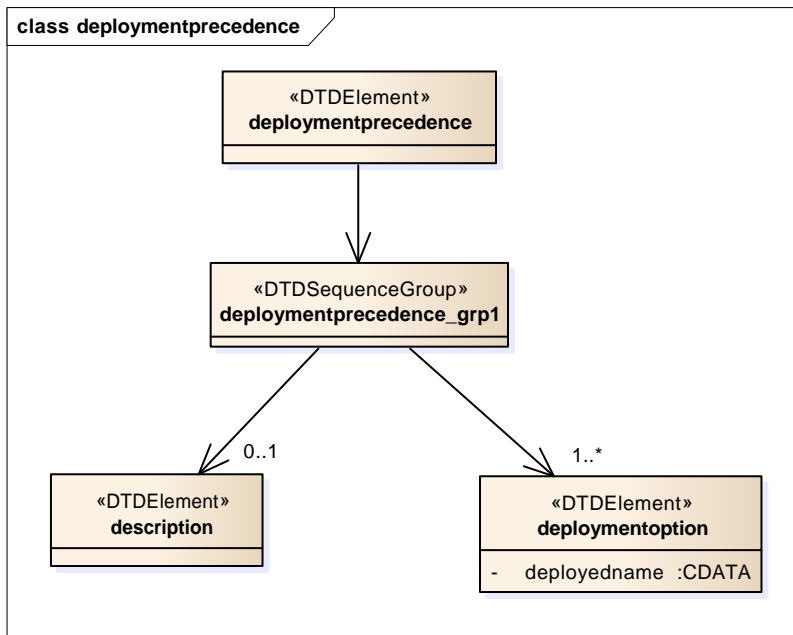 class deploymentprecedence
«DTDElement»
deploymentprecedence
«DTDSequenceGroup»
deploymentprecedence_grp1
0..1
1..*
«DTDElement»
description
«DTDElement»
deploymentoption
- deployedname :CDATA